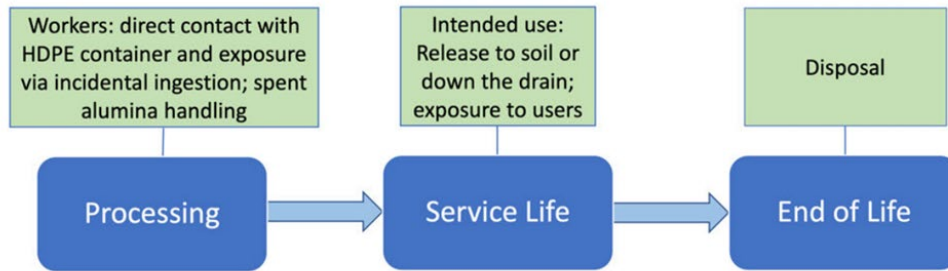 Workers: direct contact with
HDPE container and exposure
via incidental ingestion; spent
alumina handling
Intended use:
Release to soil or
down the drain;
exposure to users
Disposal
Processing
Service Life
End of Life